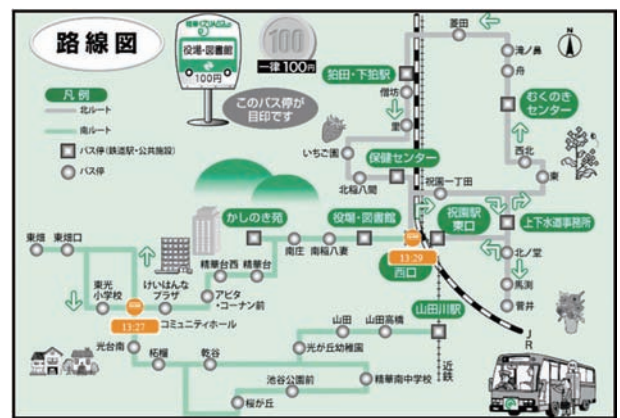 路線図
精華くるりんバス
役場・図書館
100円
100
一律100円
このバス停が
目印です
凡例
北ルート
南ルート
バス停(鉄道駅・公共施設)
バス停
N
菱田
滝ノ鼻
舟
むくのき
センター
西北
東
狛田・下狛駅
僧坊
里
いちご園
保健センター
北稲八間
祝園一丁田
かしのき苑
役場・図書館
祝園駅
東口
上下水道事務所
13:29
西口
北ノ堂
馬渕
菅井
南庄
南稲八妻
精華台西
精華台
東畑
東畑口
けいはんな
プラザ
アピタ
・コーナン前
東光
小学校
13:27
コミュニティホール
山田川駅
山田
山田高橋
光台南
柘榴
乾谷
光が丘幼稚園
池谷公園前
精華南中学校
桜が丘
近鉄
JR